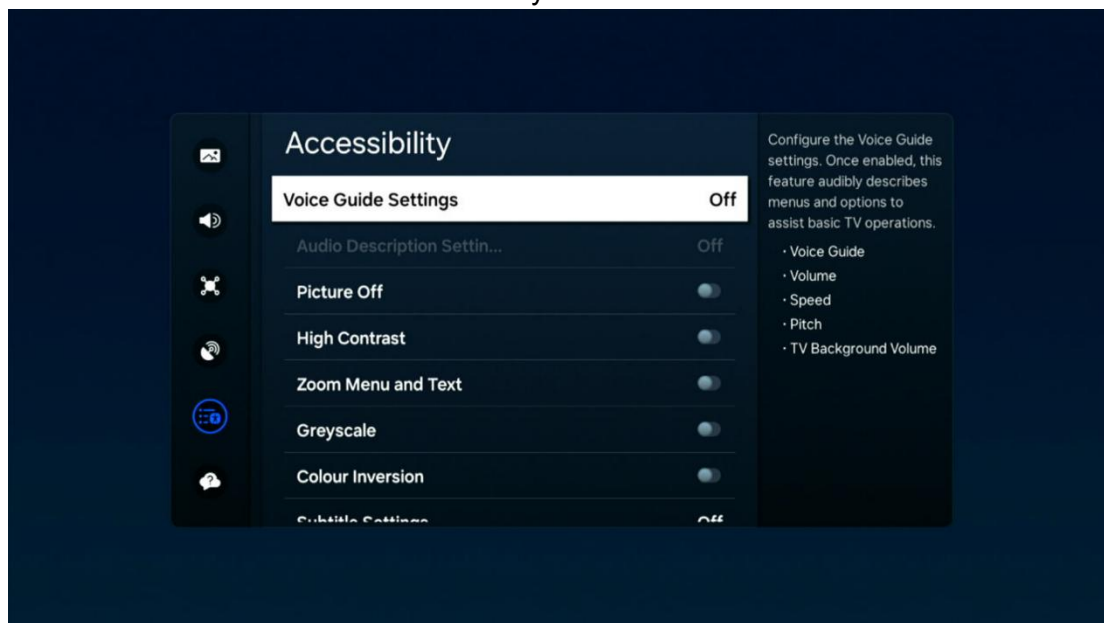 Accessibility
Voice Guide Settings Off
Audio Description Settin... Off
Picture Off
High Contrast
Zoom Menu and Text
Greyscale
Colour Inversion
Subtitle Settings Off
Configure the Voice Guide
settings. Once enabled, this
feature audibly describes
menus and options to
assist basic TV operations.
· Voice Guide
· Volume
· Speed
· Pitch
· TV Background Volume